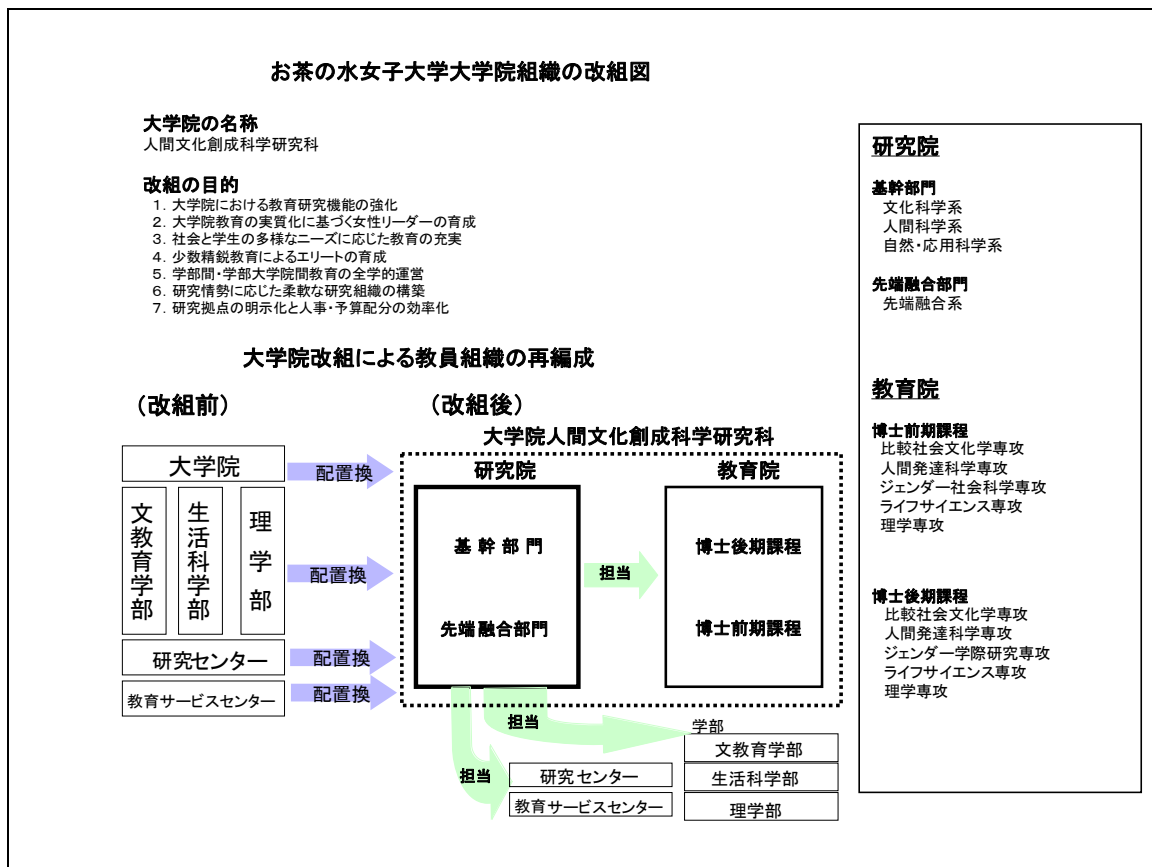 お茶の水女子大学大学院組織の改組図
大学院の名称
人間文化創成科学研究科
改組の目的
1. 大学院における教育研究機能の強化
2. 大学院教育の実質化に基づく女性リーダーの育成
3. 社会と学生の多様なニーズに応じた教育の充実
4. 少数精鋭教育によるエリートの育成
5. 学部間・学部大学院間教育の全学的運営
6. 研究情勢に応じた柔軟な研究組織の構築
7. 研究拠点の明示化と人事・予算配分の効率化
大学院改組による教員組織の再編成
（改組前）
大学院
文教育学部
生活科学部
理学部
研究センター
教育サービスセンター
配置換
配置換
配置換
配置換
（改組後）
大学院人間文化創成科学研究科
研究院
基幹部門
先端融合部門
担当
教育院
博士後期課程
博士前期課程
担当
担当
研究センター
教育サービスセンター
学部
文教育学部
生活科学部
理学部
研究院
基幹部門
文化科学系
人間科学系
自然・応用科学系
先端融合部門
先端融合系
教育院
博士前期課程
比較社会文化学専攻
人間発達科学専攻
ジェンダー社会科学専攻
ライフサイエンス専攻
理学専攻
博士後期課程
比較社会文化学専攻
人間発達科学専攻
ジェンダー学際研究専攻
ライフサイエンス専攻
理学専攻